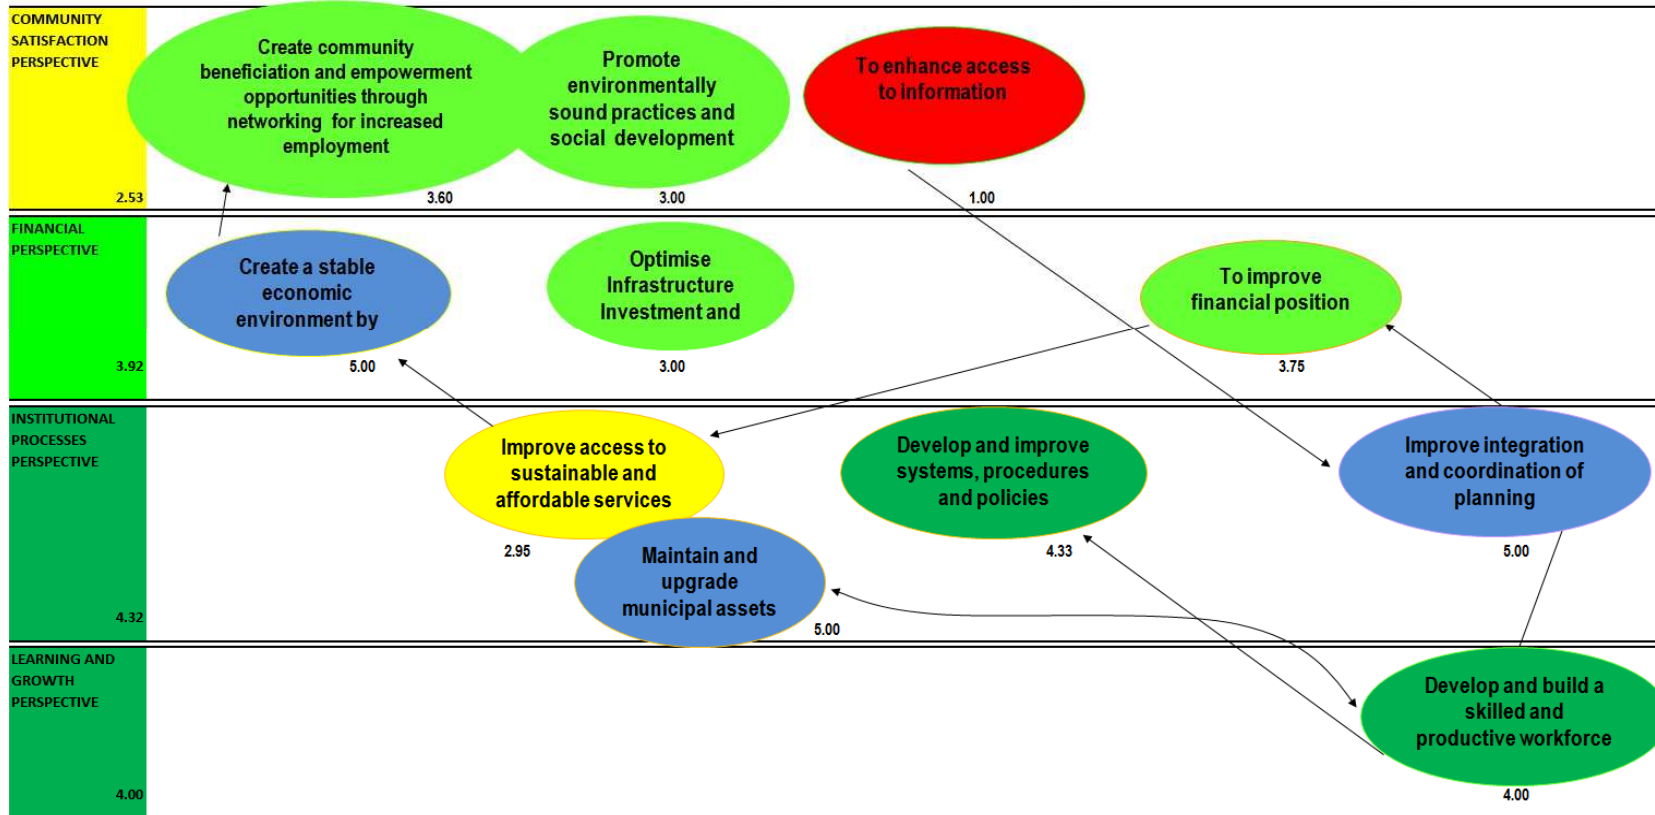 COMMUNITY
SATISFACTION
PERSPECTIVE
2.53
Create community
beneficiation and empowerment
opportunities through
networking for increased
employment
3.60
Promote
environmentally
sound practices and
social development
3.00
To enhance access
to information
1.00
FINANCIAL
PERSPECTIVE
3.92
Create a stable
economic
environment by
5.00
Optimise
Infrastructure
Investment and
3.00
To improve
financial position
3.75
INSTITUTIONAL
PROCESSES
PERSPECTIVE
4.32
Improve access to
sustainable and
affordable services
2.95
Maintain and
upgrade
municipal assets
5.00
Develop and improve
systems, procedures
and policies
4.33
Improve integration
and coordination of
planning
5.00
LEARNING AND
GROWTH
PERSPECTIVE
4.00
Develop and build a
skilled and
productive workforce
4.00